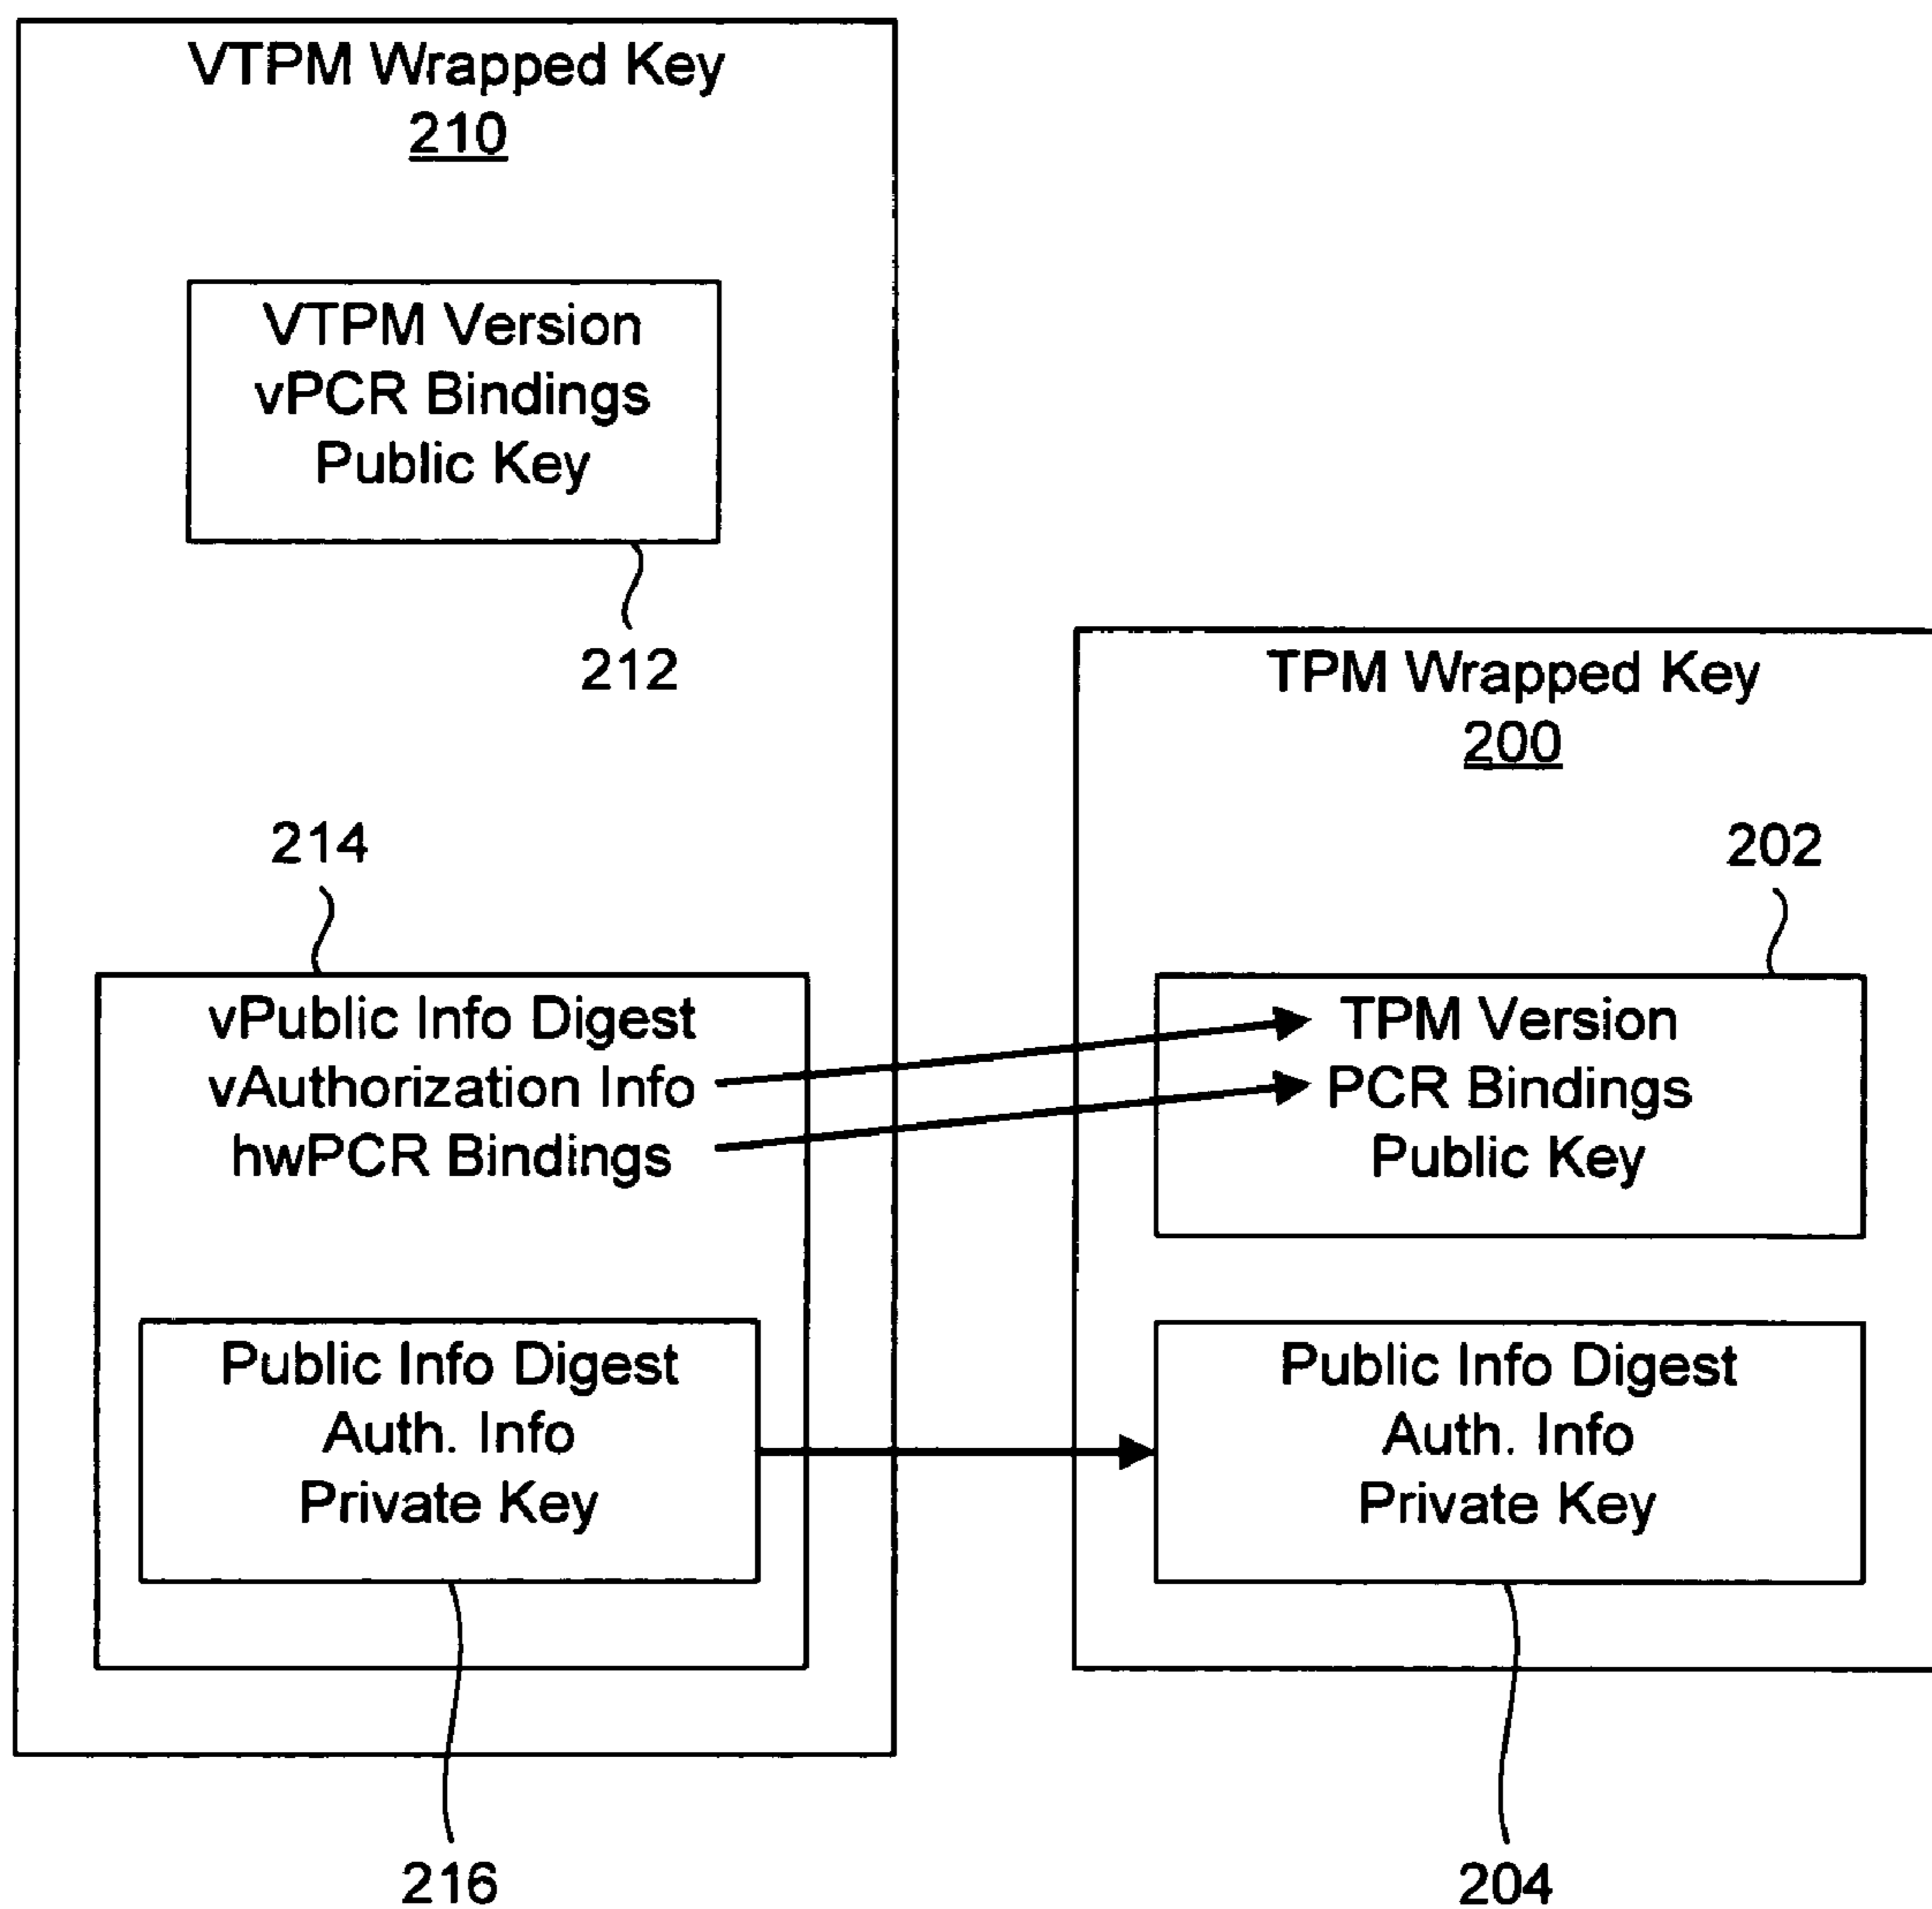 VTPM Wrapped Key
210
VTPM Version
vPCR Bindings
Public Key
212
214
vPublic Info Digest
vAuthorization Info
hwPCR Bindings
Public Info Digest
Auth. Info
Private Key
216
TPM Wrapped Key
200
202
TPM Version
PCR Bindings
Public Key
Public Info Digest
Auth. Info
Private Key
204